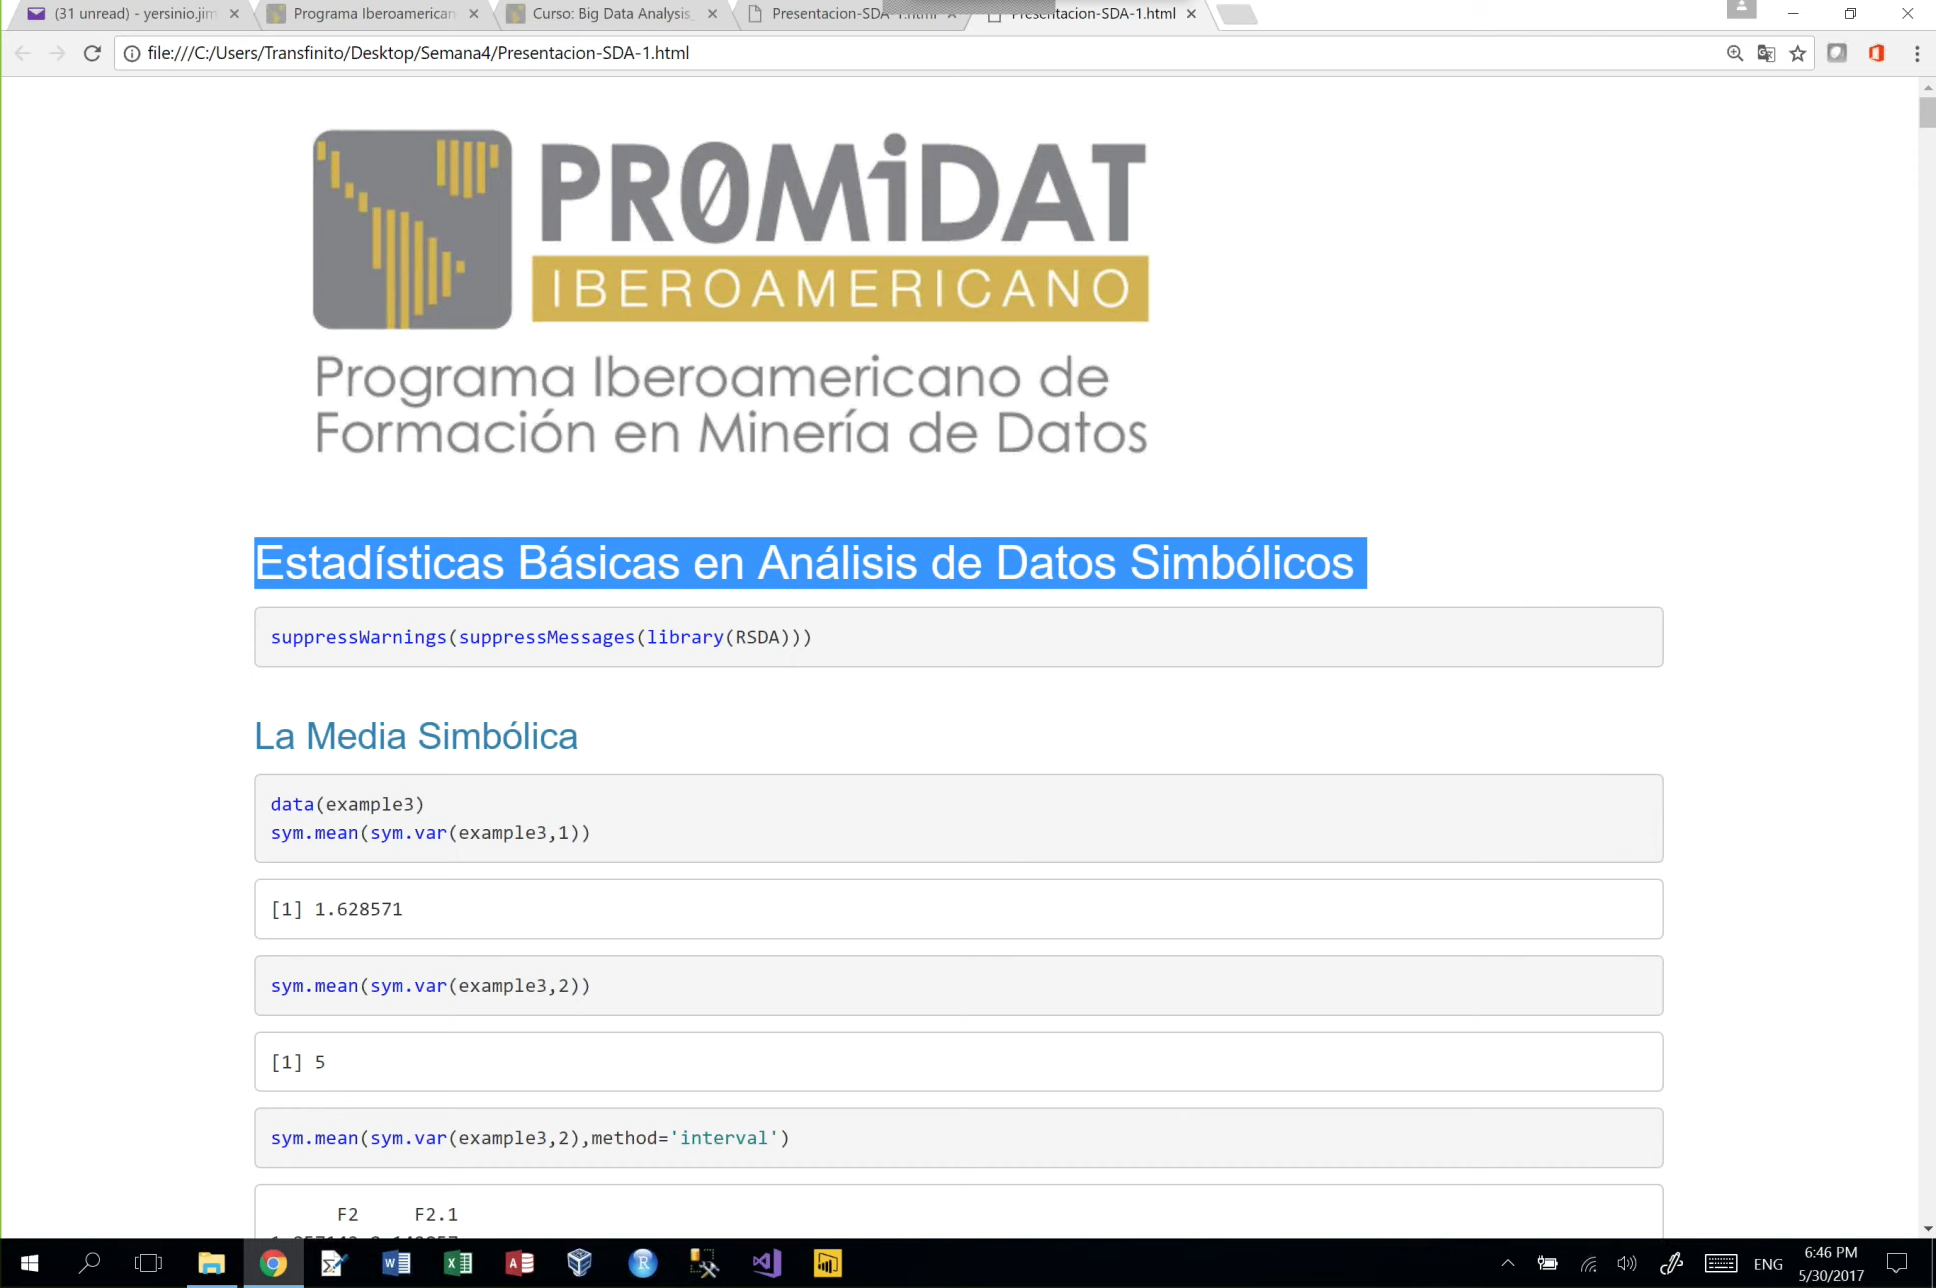 (31 unread) - yersinio.jim
Programa Iberoamerican
Curso: Big Data Analysis
Presentacion-SDA-1.html
Presentacion-SDA-1.html
file:///C:/Users/Transfinito/Desktop/Semana4/Presentacion-SDA-1.html
PR0MiDAT
IBEROAMERICANO
Programa Iberoamericano de
Formación en Minería de Datos
Estadísticas Básicas en Análisis de Datos Simbólicos
suppressWarnings(suppressMessages(library(RSDA)))
La Media Simbólica
data(example3)
sym.mean(sym.var(example3,1))
[1] 1.628571
sym.mean(sym.var(example3,2))
[1] 5
sym.mean(sym.var(example3,2),method='interval')
F2 F2.1
ENG
6:46 PM
5/30/2017